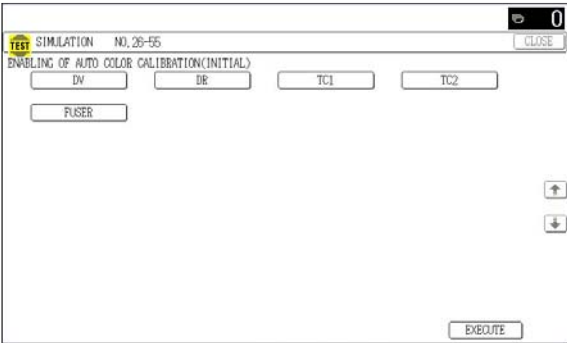 0
TEST SIMULATION NO.26-55 CLOSE
ENABLING OF AUTO COLOR CALIBRATION(INITIAL)
DV DR TC1 TC2
FUSER
EXECUTE